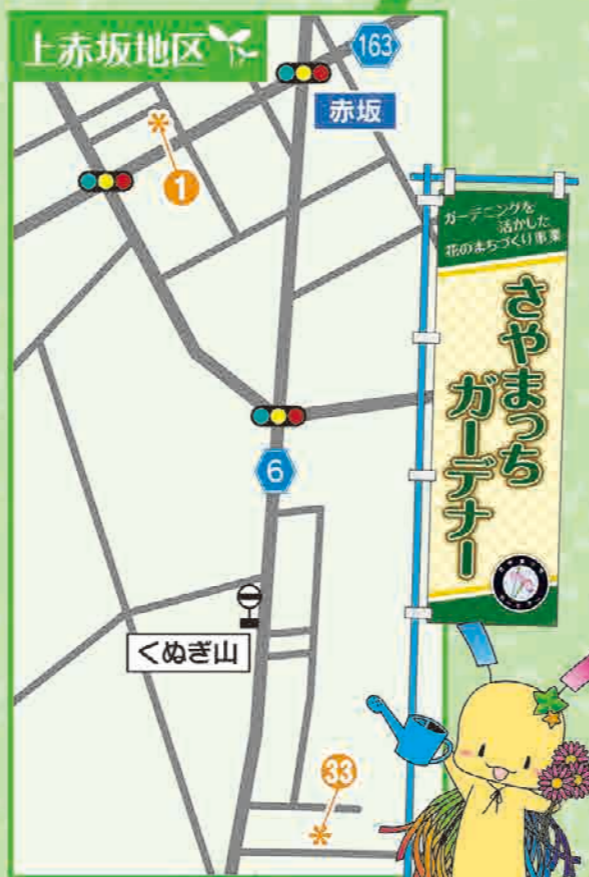 上赤坂地区
163
赤坂
1
6
くぬぎ山
33
ガーデニングを
活かした
花のまちづくり事業
さやまっち
ガーデナー